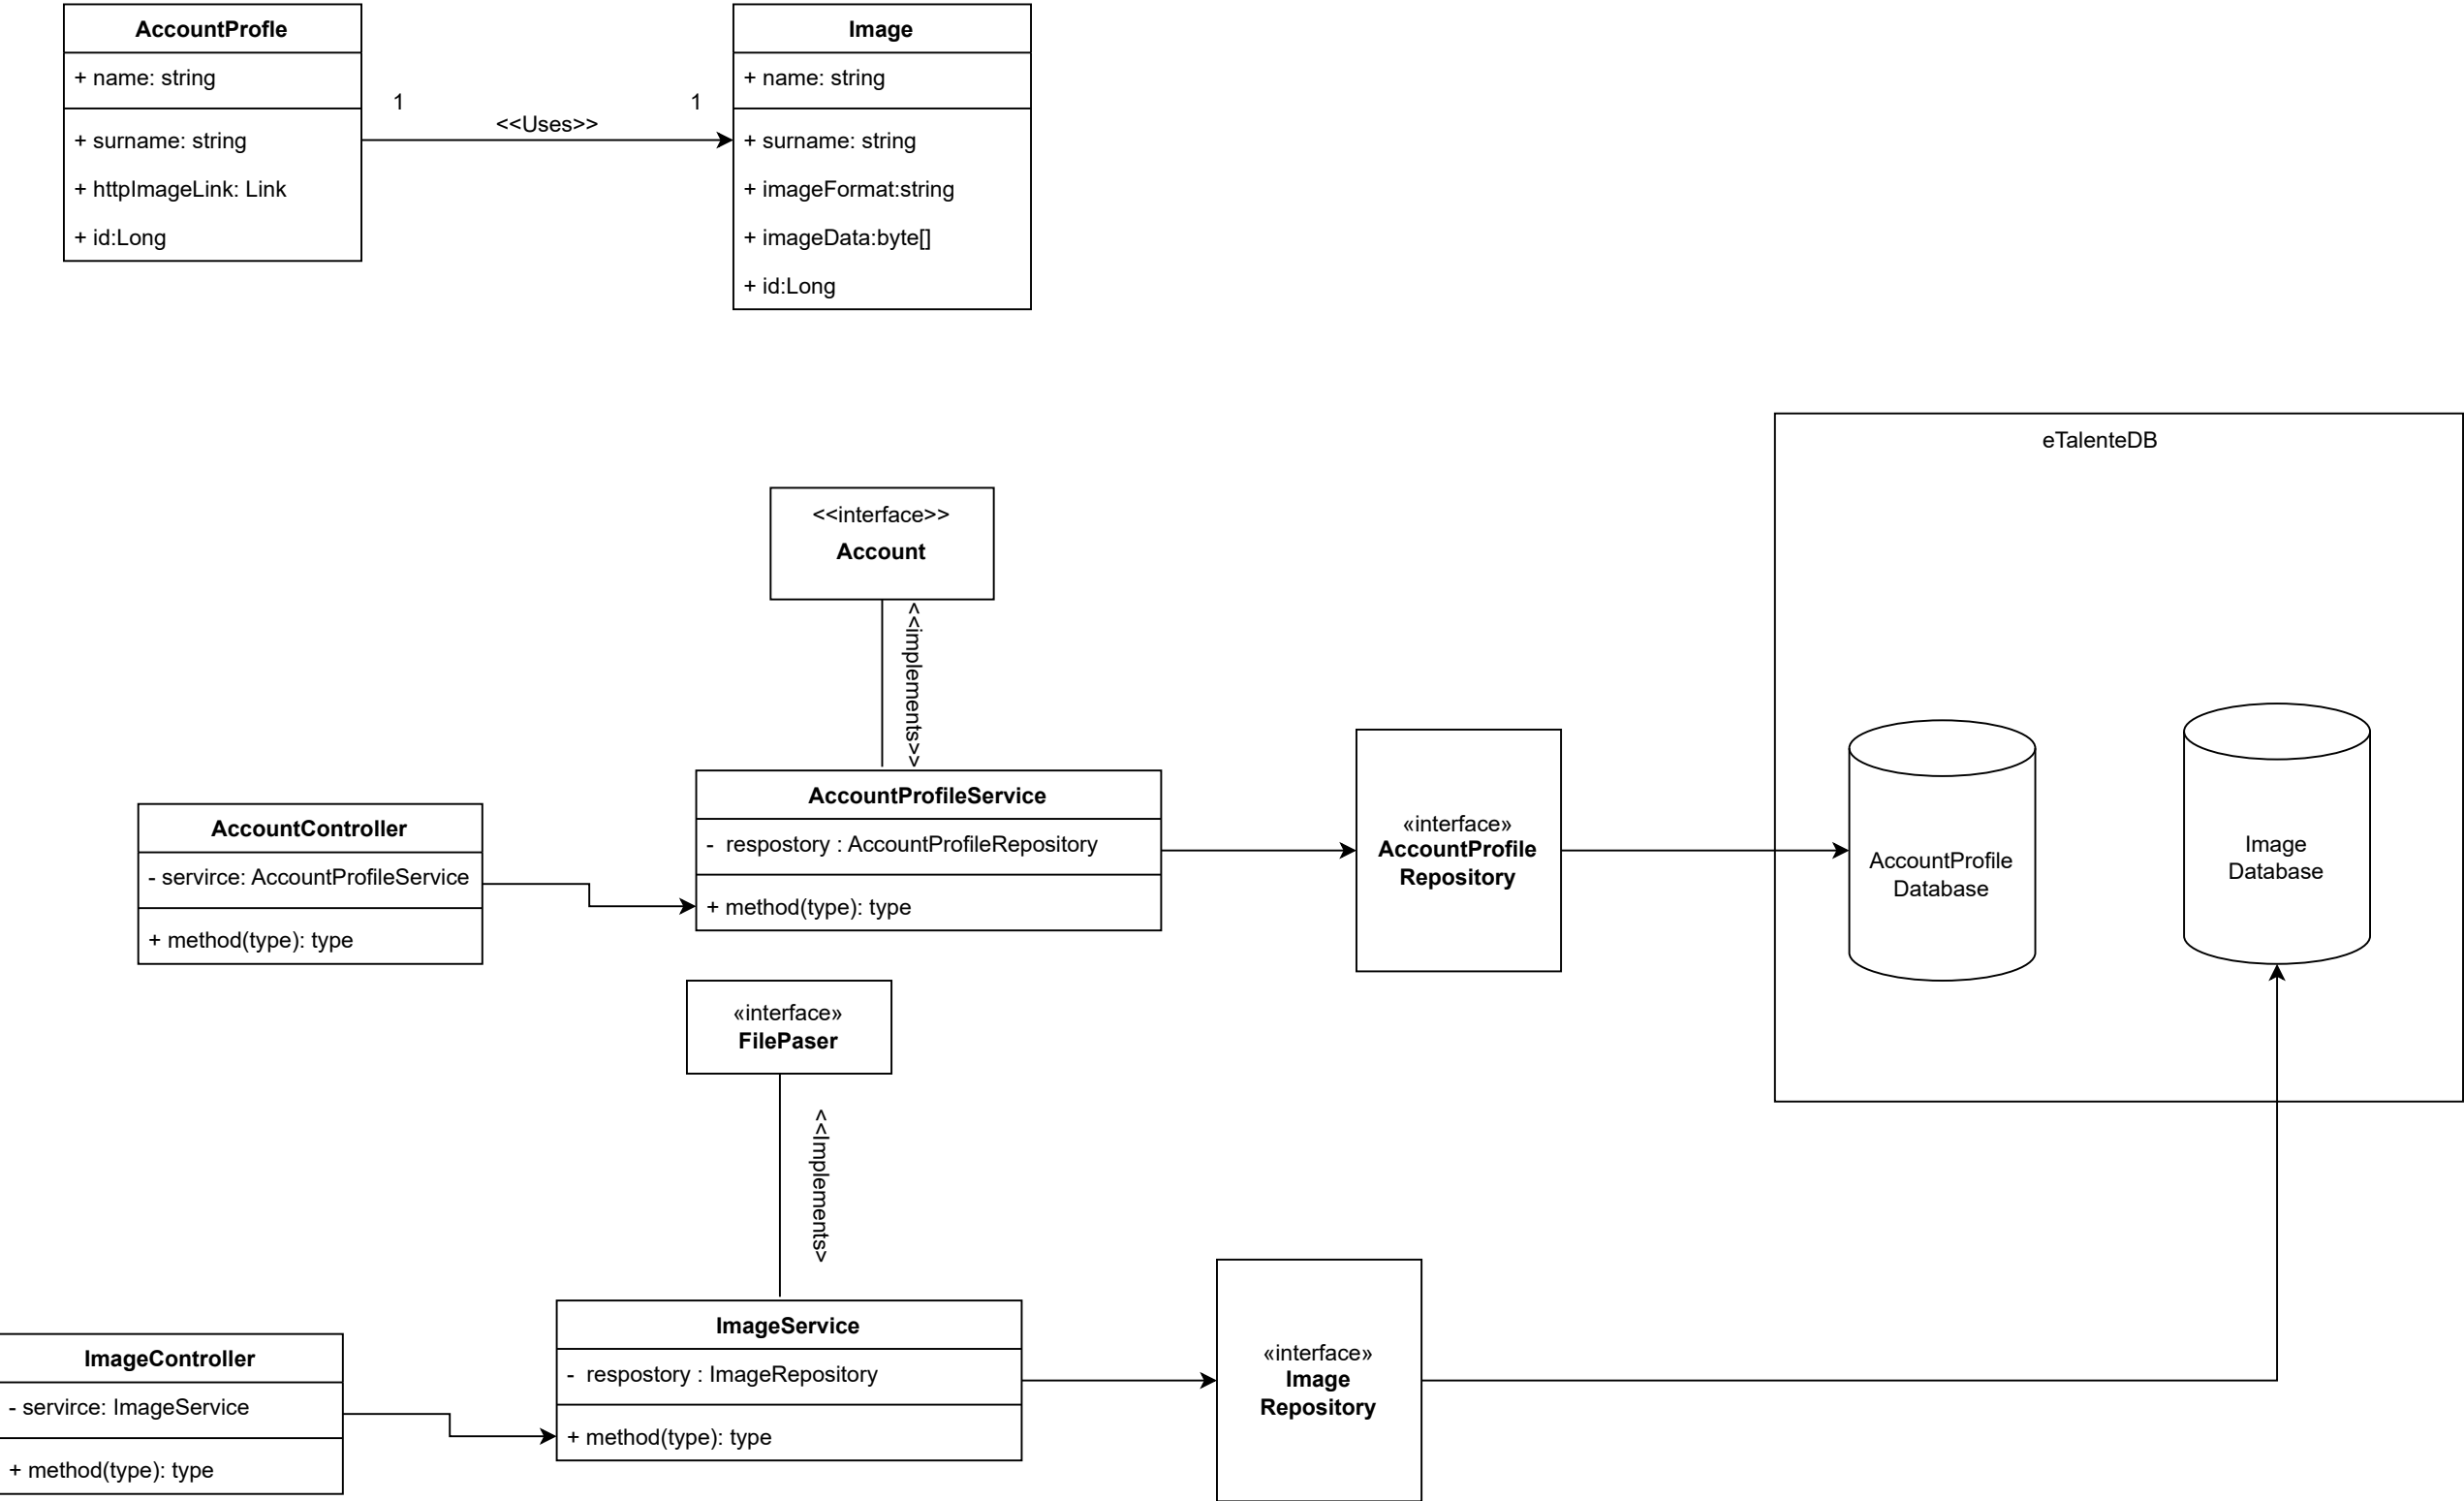 AccountProfle
+ name: string
+ surname: string
+ httpImageLink: Link
+ id:Long
1
<<Uses>>
1
Image
+ name: string
+ surname: string
+ imageFormat:string
+ imageData:byte[]
+ id:Long
eTalenteDB
<<interface>>
Account
<<implements>>
AccountController
- servirce: AccountProfileService
+ method(type): type
AccountProfileService
- respostory : AccountProfileRepository
+ method(type): type
«interface»
AccountProfile
Repository
AccountProfile
Database
Image
Database
«interface»
FilePaser
<<Implements>
ImageController
- servirce: ImageService
+ method(type): type
ImageService
- respostory : ImageRepository
+ method(type): type
«interface»
Image
Repository